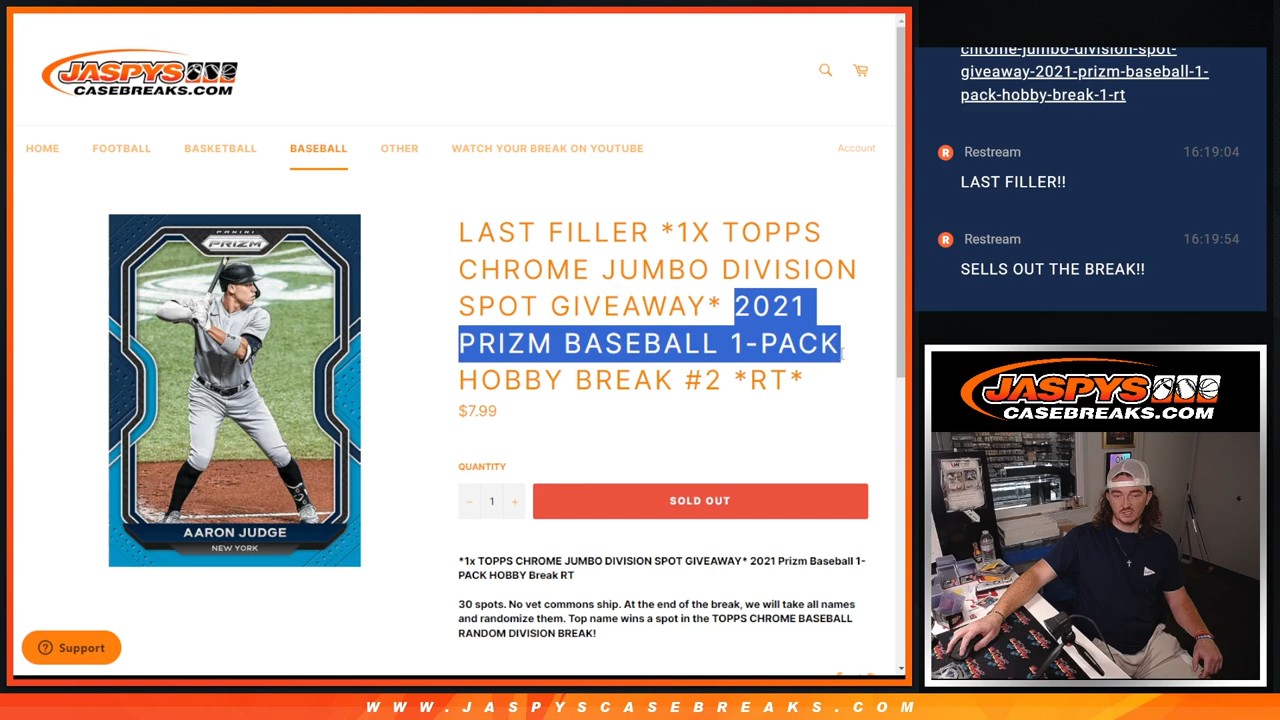 JASPYS
CASEBREAKS.COM
HOME FOOTBALL BASKETBALL BASEBALL OTHER WATCH YOUR BREAK ON YOUTUBE Account
PANINI
PRIZM
AARON JUDGE
NEW YORK
LAST FILLER *1X TOPPS
CHROME JUMBO DIVISION
SPOT GIVEAWAY* 2021
PRIZM BASEBALL 1-PACK
HOBBY BREAK #2 *RT*
$7.99
QUANTITY
− 1 + SOLD OUT
*1x TOPPS CHROME JUMBO DIVISION SPOT GIVEAWAY* 2021 Prizm Baseball 1-
PACK HOBBY Break RT
30 spots. No vet commons ship. At the end of the break, we will take all names
and randomize them. Top name wins a spot in the TOPPS CHROME BASEBALL
RANDOM DIVISION BREAK!
Support
chrome-jumbo-division-spot-
giveaway-2021-prizm-baseball-1-
pack-hobby-break-1-rt
R Restream 16:19:04
LAST FILLER!!
R Restream 16:19:54
SELLS OUT THE BREAK!!
JASPYS
CASEBREAKS.COM
WWW.JASPYSCASEBREAKS.COM